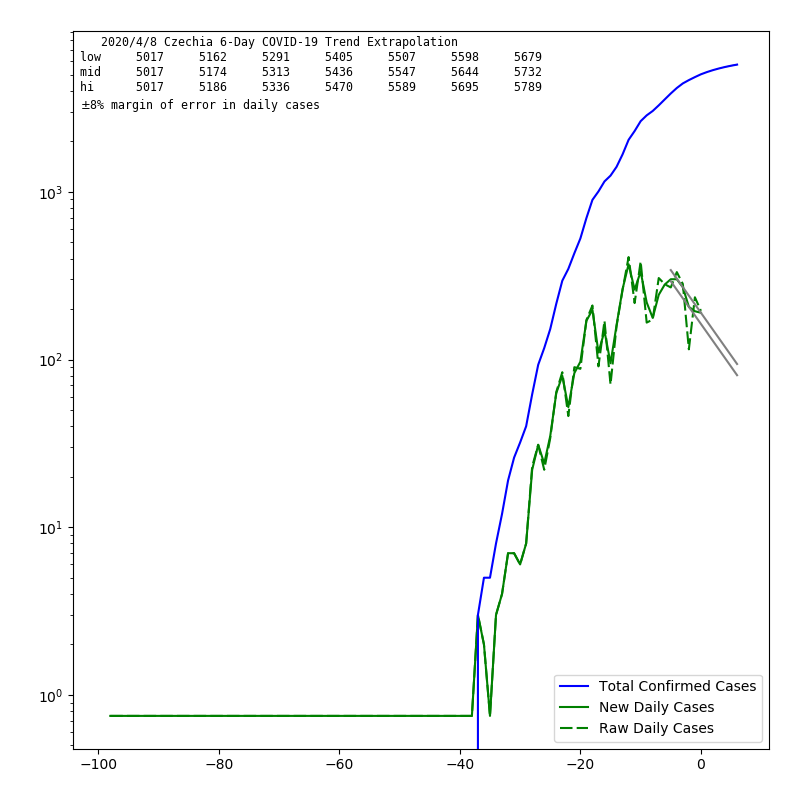 2020/4/8 Czechia 6-Day COVID-19 Trend Extrapolation
low 5017 5162 5291 5405 5507 5598 5679
mid 5017 5174 5313 5436 5547 5644 5732
hi 5017 5186 5336 5470 5589 5695 5789
±8% margin of error in daily cases
10³
10²
10¹
10⁰
Total Confirmed Cases
New Daily Cases
Raw Daily Cases
−100 −80 −60 −40 −20 0